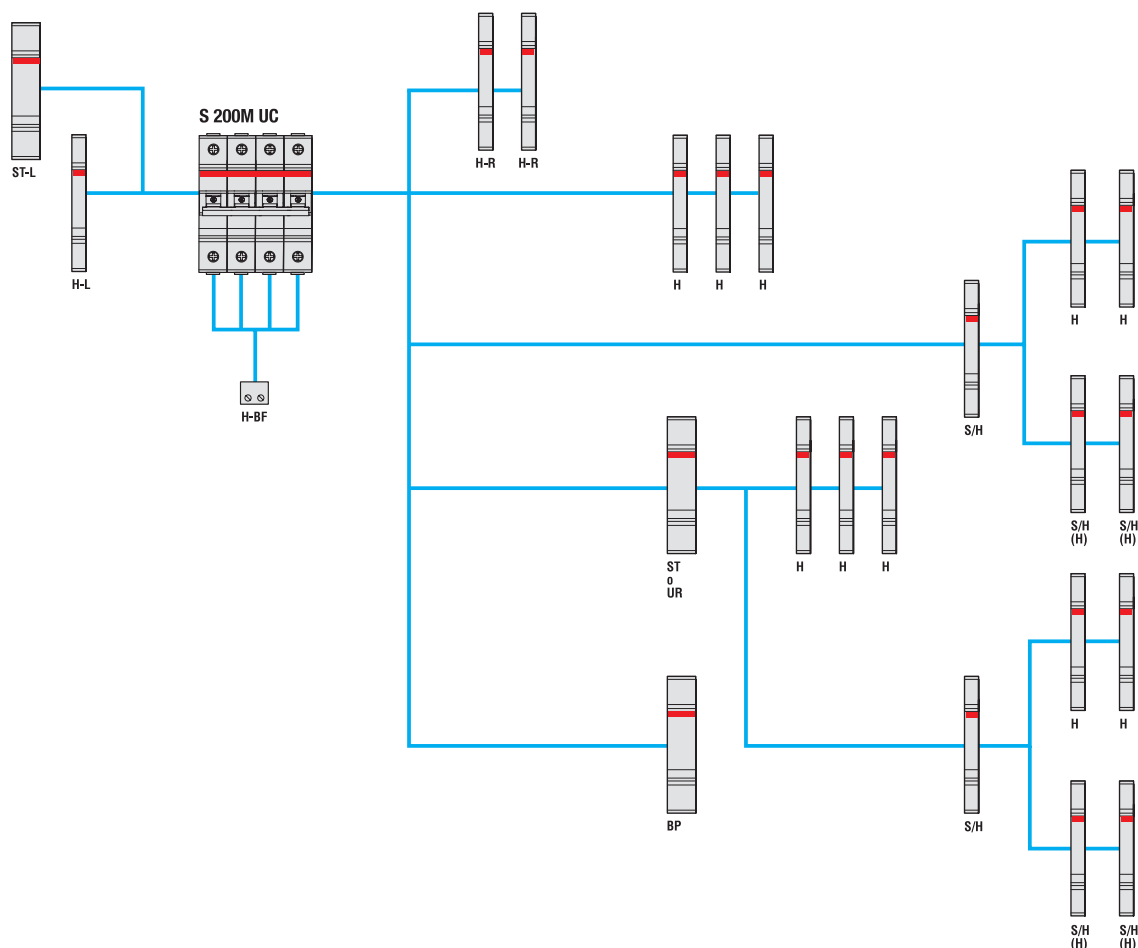 S 200M UC
ST-L
H-R H-R
H-L
H H H
H H
H-BF
S/H
S/H S/H
(H) (H)
ST
o
UR
H H H
H H
BP
S/H
S/H S/H
(H) (H)